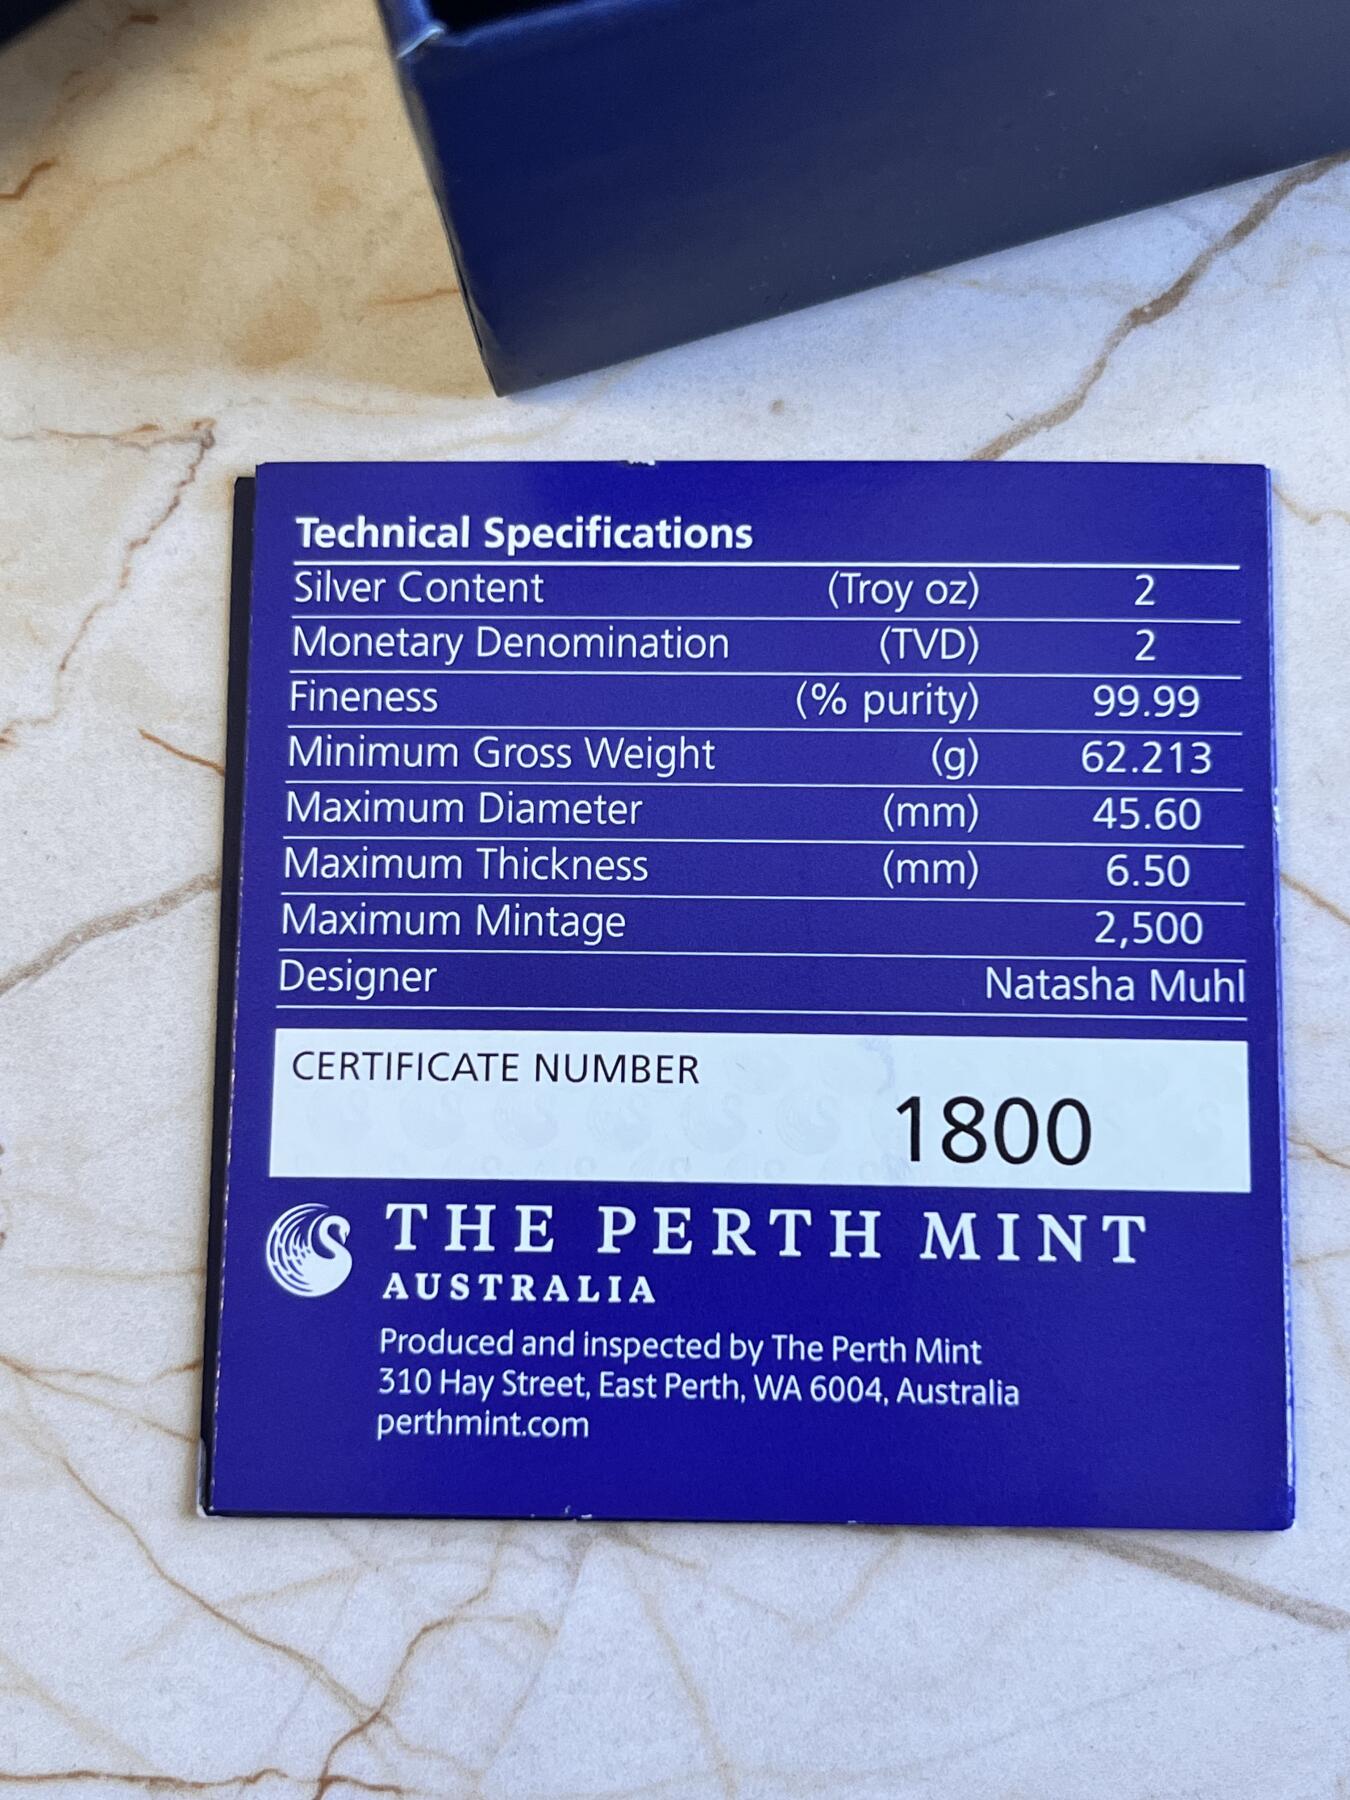 Technical Specifications
Silver Content (Troy oz) 2
Monetary Denomination (TVD) 2
Fineness (% purity) 99.99
Minimum Gross Weight (g) 62.213
Maximum Diameter (mm) 45.60
Maximum Thickness (mm) 6.50
Maximum Mintage 2,500
Designer Natasha Muhl
CERTIFICATE NUMBER
1800
THE PERTH MINT
AUSTRALIA
Produced and inspected by The Perth Mint
310 Hay Street, East Perth, WA 6004, Australia
perthmint.com